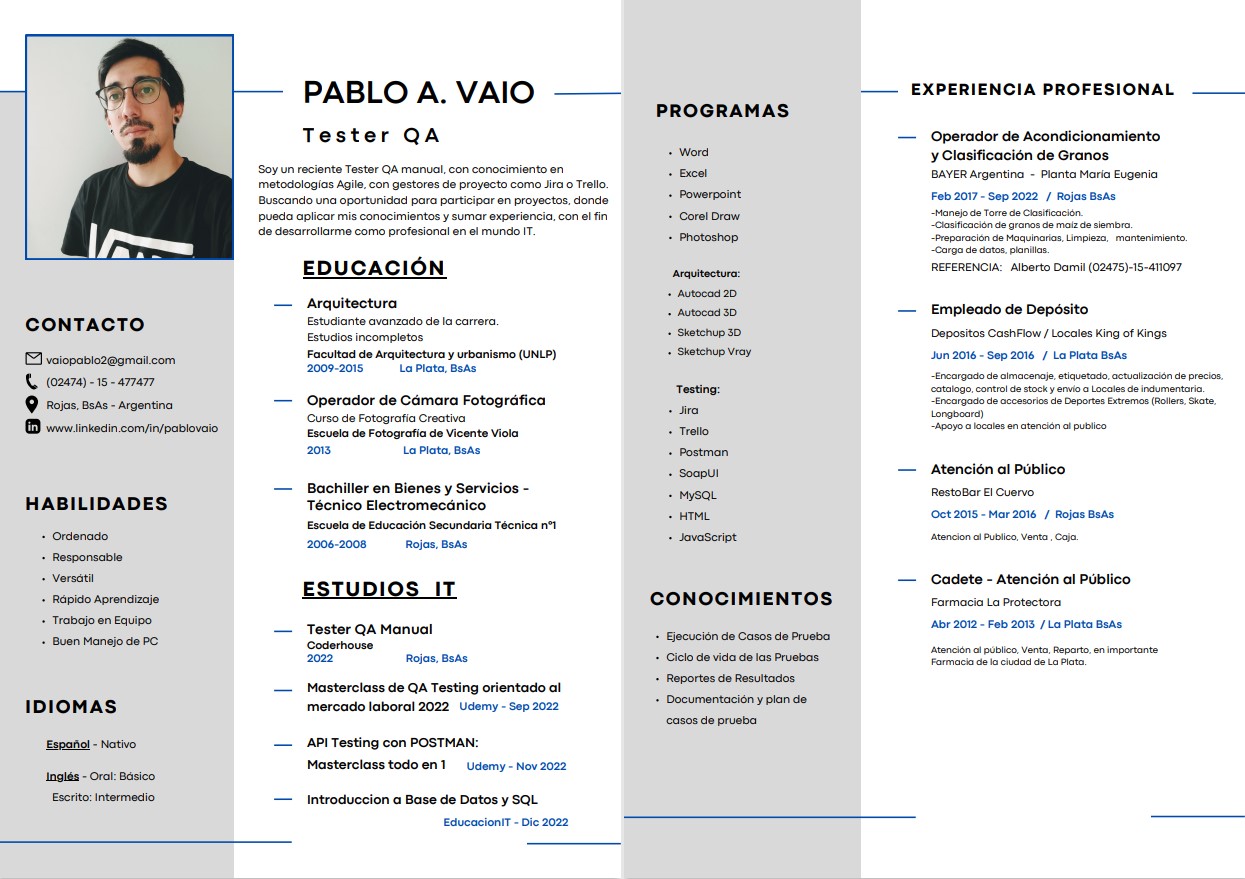 PABLO A. VAIO
Tester QA
Soy un reciente Tester QA manual, con conocimiento en
metodologías Agile, con gestores de proyecto como Jira o Trello.
Buscando una oportunidad para participar en proyectos, donde
pueda aplicar mis conocimientos y sumar experiencia, con el fin
de desarrollarme como profesional en el mundo IT.
CONTACTO
vaiopablo2@gmail.com
(02474) - 15 - 477477
Rojas, BsAs - Argentina
www.linkedin.com/in/pablovaio
HABILIDADES
• Ordenado
• Responsable
• Versátil
• Rápido Aprendizaje
• Trabajo en Equipo
• Buen Manejo de PC
IDIOMAS
Español - Nativo
Inglés - Oral: Básico
Escrito: Intermedio
EDUCACIÓN
Arquitectura
Estudiante avanzado de la carrera.
Estudios incompletos
Facultad de Arquitectura y urbanismo (UNLP)
2009-2015 La Plata, BsAs
Operador de Cámara Fotográfica
Curso de Fotografía Creativa
Escuela de Fotografía de Vicente Viola
2013 La Plata, BsAs
Bachiller en Bienes y Servicios -
Técnico Electromecánico
Escuela de Educación Secundaria Técnica n°1
2006-2008 Rojas, BsAs
ESTUDIOS IT
Tester QA Manual
Coderhouse
2022 Rojas, BsAs
Masterclass de QA Testing orientado al
mercado laboral 2022 Udemy - Sep 2022
API Testing con POSTMAN:
Masterclass todo en 1 Udemy - Nov 2022
Introduccion a Base de Datos y SQL
EducacionIT - Dic 2022
PROGRAMAS
• Word
• Excel
• Powerpoint
• Corel Draw
• Photoshop
Arquitectura:
• Autocad 2D
• Autocad 3D
• Sketchup 3D
• Sketchup Vray
Testing:
• Jira
• Trello
• Postman
• SoapUI
• MySQL
• HTML
• JavaScript
CONOCIMIENTOS
• Ejecución de Casos de Prueba
• Ciclo de vida de las Pruebas
• Reportes de Resultados
• Documentación y plan de
casos de prueba
EXPERIENCIA PROFESIONAL
Operador de Acondicionamiento
y Clasificación de Granos
BAYER Argentina - Planta María Eugenia
Feb 2017 - Sep 2022 / Rojas BsAs
-Manejo de Torre de Clasificación.
-Clasificación de granos de maíz de siembra.
-Preparación de Maquinarias, Limpieza, mantenimiento.
-Carga de datos, planillas.
REFERENCIA: Alberto Damil (02475)-15-411097
Empleado de Depósito
Depositos CashFlow / Locales King of Kings
Jun 2016 - Sep 2016 / La Plata BsAs
-Encargado de almacenaje, etiquetado, actualización de precios,
catalogo, control de stock y envío a Locales de indumentaria.
-Encargado de accesorios de Deportes Extremos (Rollers, Skate,
Longboard)
-Apoyo a locales en atención al publico
Atención al Público
RestoBar El Cuervo
Oct 2015 - Mar 2016 / Rojas BsAs
Atencion al Publico, Venta , Caja.
Cadete - Atención al Público
Farmacia La Protectora
Abr 2012 - Feb 2013 / La Plata BsAs
Atención al público, Venta, Reparto, en importante
Farmacia de la ciudad de La Plata.